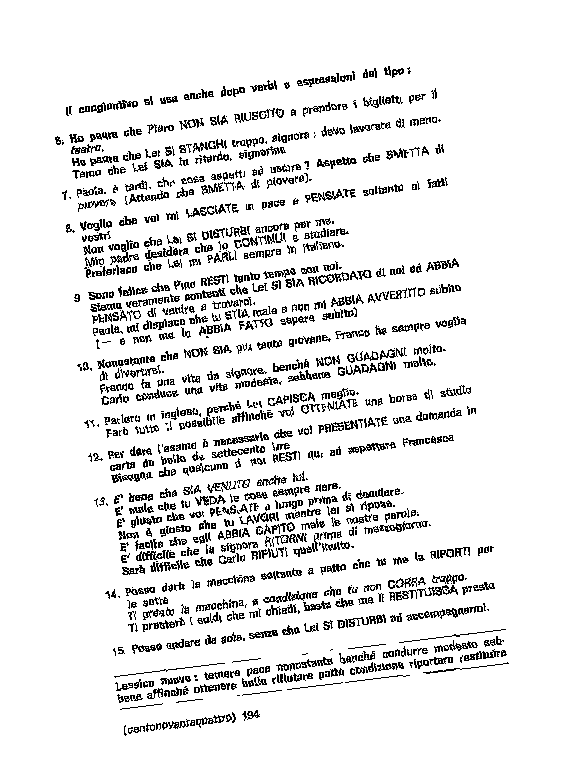 Il congiuntivo si usa anche dopo verbi o espressioni del tipo:
6. Ho paura che Piero NON SIA RIUSCITO a prendere i biglietti per il
teatro.
Ho paura che Lei SI STANCHI troppo, signora: devo lavorare di meno.
Temo che Lei SIA in ritardo, signorina
7. Paola, è tardi, che cosa aspetti ad uscire? Aspetto che SMETTA di
piovere (Attendo che SMETTA di piovere).
8. Voglio che voi mi LASCIATE in pace e PENSIATE soltanto ai fatti
vostri
Non voglio che Lei SI DISTURBI ancora per me.
Mio padre desidera che io CONTINUI a studiare.
Preferisco che Lei mi PARLI sempre in italiano.
9 Sono felice che Pino RESTI tanto tempo con noi.
Siamo veramente contenti che Lei SI SIA RICORDATO di noi ed ABBIA
PENSATO di venire a trovarci.
Paola, mi dispiace che tu STIA male e non mi ABBIA AVVERTITO subito
(— e non me lo ABBIA FATTO sapere subito)
10. Nonostante che NON SIA più tanto giovane, Franco ha sempre voglia
di divertirsi.
Franco fa una vita da signore, benché NON GUADAGNI molto.
Carlo conduce una vita modesta, sebbene GUADAGNI molto.
11. Parlerò in inglese, perché Lei CAPISCA meglio.
Farò tutto il possibile affinché voi OTTENIATE una borsa di studio
12. Per dare l'esame è necessario che voi PRESENTIATE una domanda in
carta da bollo da settecento lire
Bisogna che qualcuno di noi RESTI qui ad aspettare Francesca
13. E' bene che SIA VENUTO anche lui.
E' male che tu VEDA le cose sempre nere.
E' giusto che voi PENSIATE a lungo prima di decidere.
Non è giusto che tu LAVORI mentre lei si riposa.
E' facile che egli ABBIA CAPITO male le nostre parole.
E' difficile che la signora RITORNI prima di mezzogiorno.
Sarà difficile che Carlo RIFIUTI quell'invito.
14. Posso darti la macchina soltanto a patto che tu me la RIPORTI per
le sette
Ti presto la macchina, a condizione che tu non CORRA troppo.
Ti presterò i soldi che mi chiedi, basta che me li RESTITUISCA presto
15. Posso andare da sola, senza che Lei SI DISTURBI ad accompagnarmi.
Lessico nuovo: temere pace nonostante benché condurre modesto seb-
bene affinché ottenere bollo rifiutare patto condizione riportare restituire
(centonovantaquattro) 194